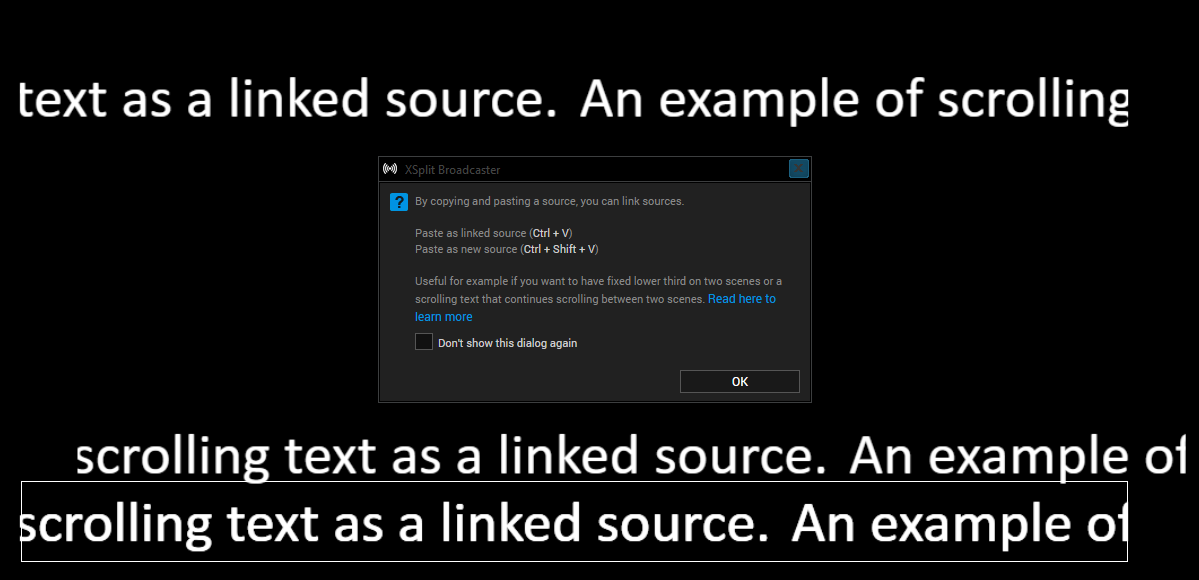 text as a linked source. An example of scrolling
XSplit Broadcaster
? By copying and pasting a source, you can link sources.
Paste as linked source (Ctrl + V)
Paste as new source (Ctrl + Shift + V)
Useful for example if you want to have fixed lower third on two scenes or a
scrolling text that continues scrolling between two scenes. Read here to
learn more
Don't show this dialog again
OK
scrolling text as a linked source. An example of
scrolling text as a linked source. An example of